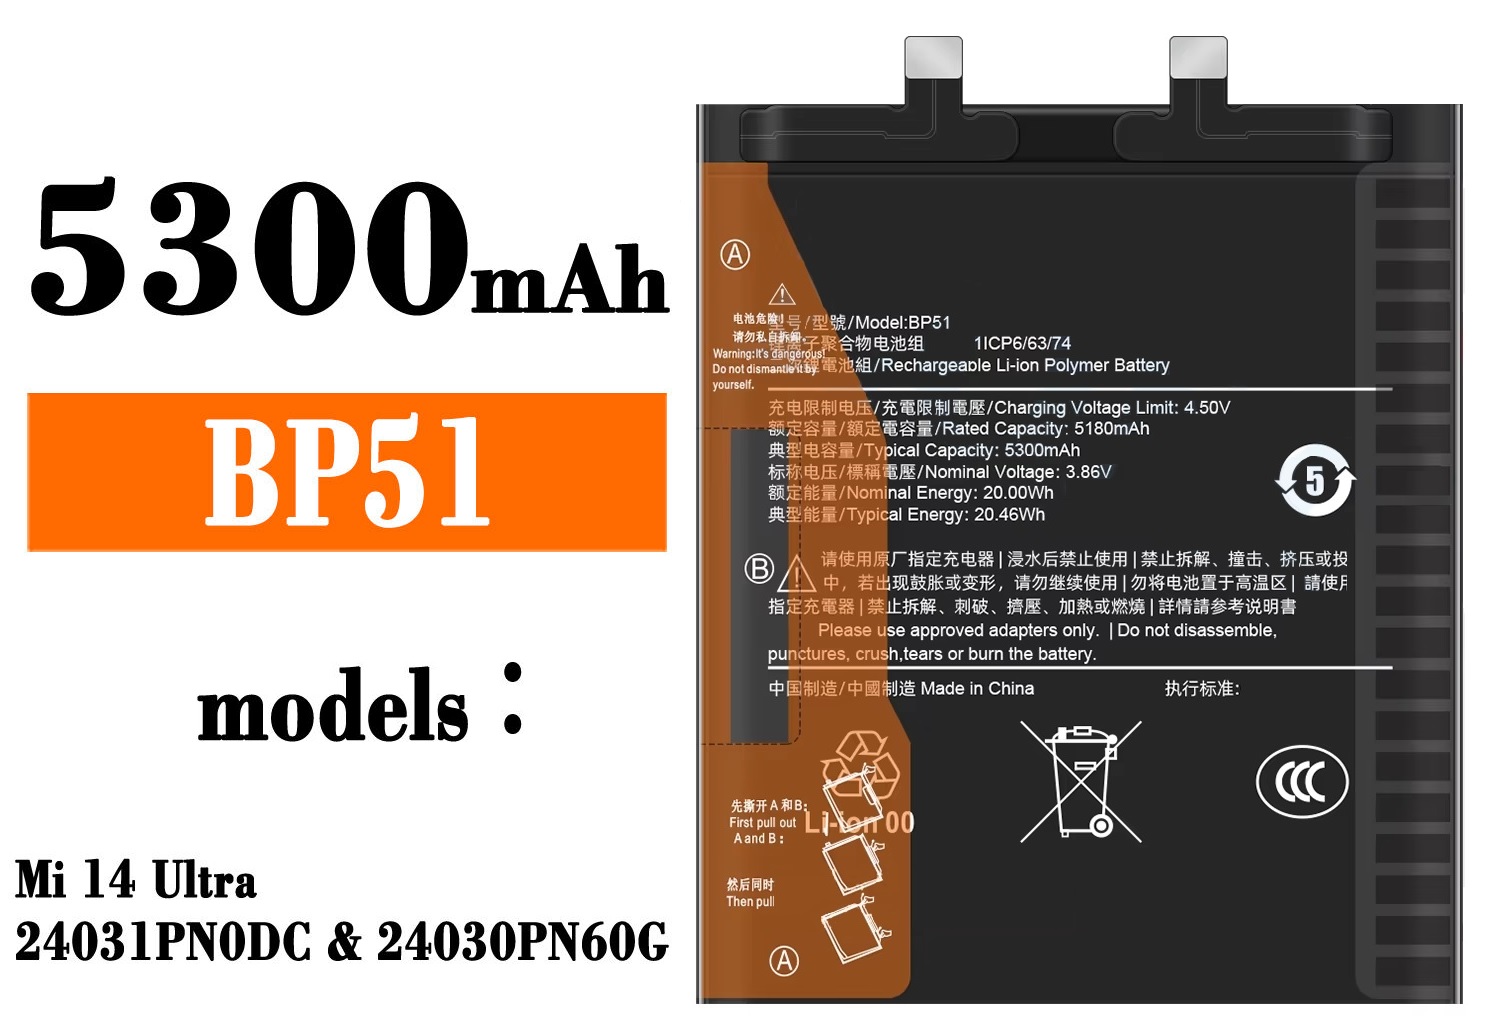 5300mAh
BP51
models：
Mi 14 Ultra
24031PN0DC & 24030PN60G
A
电池危险！
请勿私自拆卸。
Warning:It's dangerous!
Do not dismantle it by
yourself.
型号/型號/Model:BP51
锂离子聚合物电池组 1ICP6/63/74
鋰電池組/Rechargeable Li-ion Polymer Battery
充电限制电压/充電限制電壓/Charging Voltage Limit: 4.50V
额定容量/額定電容量/Rated Capacity: 5180mAh
典型电容量/Typical Capacity: 5300mAh
标称电压/標稱電壓/Nominal Voltage: 3.86V
额定能量/Nominal Energy: 20.00Wh
典型能量/Typical Energy: 20.46Wh
5
B
请使用原厂指定充电器|浸水后禁止使用|禁止拆解、撞击、挤压或投
中，若出现鼓胀或变形，请勿继续使用|勿将电池置于高温区| 請使用
指定充電器|禁止拆解、刺破、擠壓、加熱或燃燒|詳情請参考说明書
Please use approved adapters only. |Do not disassemble,
punctures, crush,tears or burn the battery.
中国制造/中國制造 Made in China 执行标准:
先撕开A和B:
First pull out
A and B :
Li-ion 00
CCC
然后同时
Then pull
A